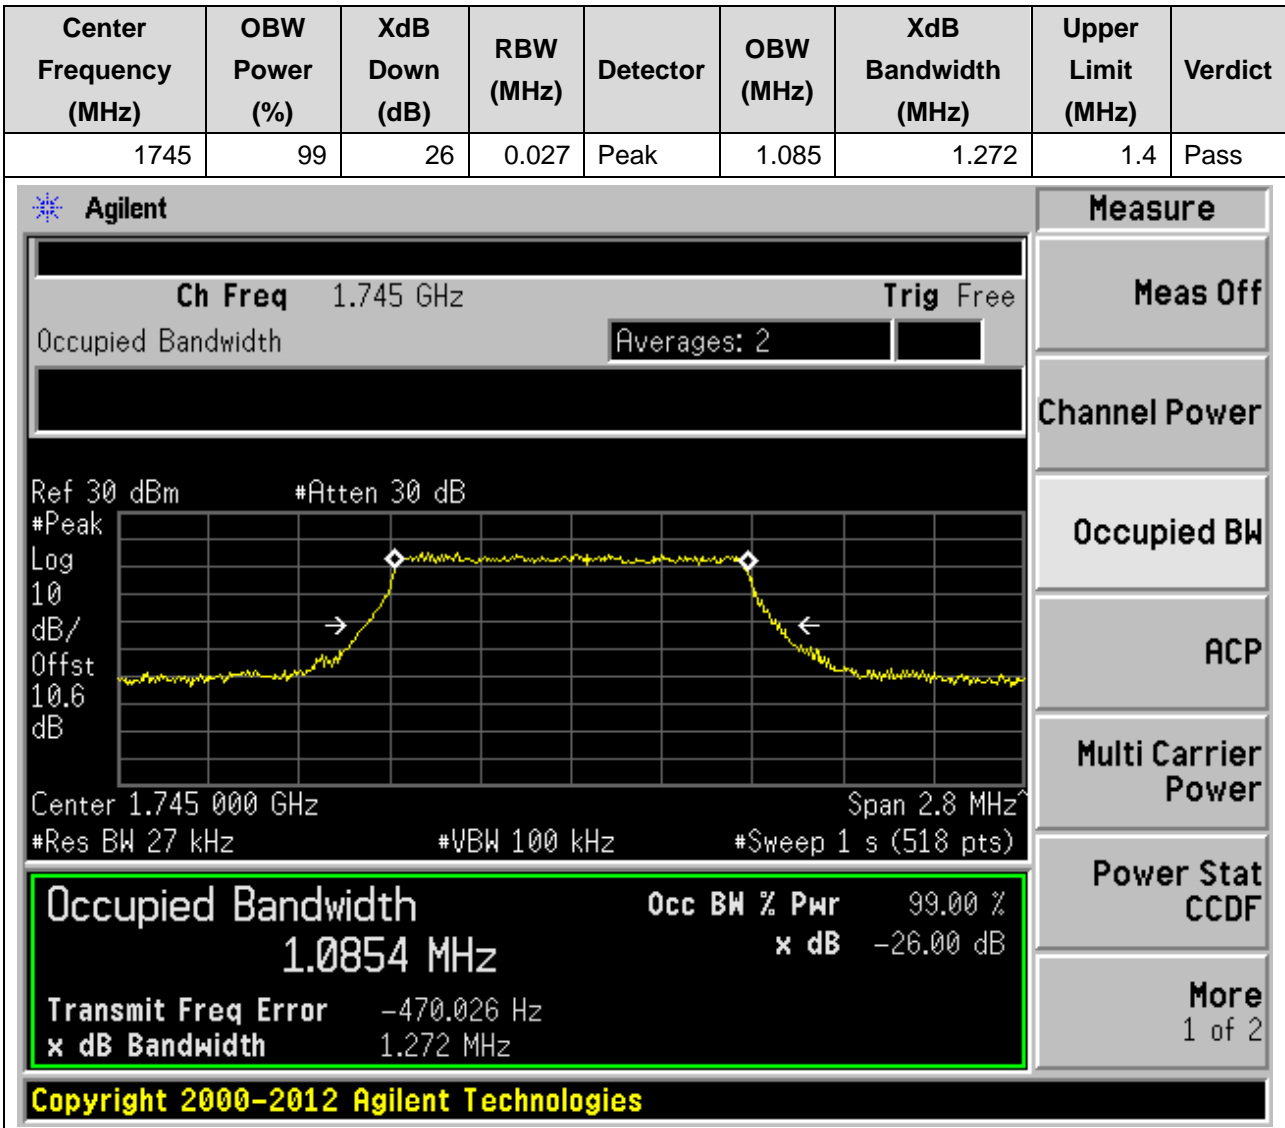 Center Frequency (MHz) OBW Power (%) XdB Down (dB) RBW (MHz) Detector OBW (MHz) XdB Bandwidth (MHz) Upper Limit (MHz) Verdict
1745 99 26 0.027 Peak 1.085 1.272 1.4 Pass
Agilent
Measure
Ch Freq 1.745 GHz Trig Free
Meas Off
Occupied Bandwidth Averages: 2
Channel Power
Ref 30 dBm #Atten 30 dB
#Peak
Log
10
dB/
Offst
10.6
dB
Occupied BW
ACP
Multi Carrier
Power
Center 1.745 000 GHz Span 2.8 MHz^
#Res BW 27 kHz #VBW 100 kHz #Sweep 1 s (518 pts)
Power Stat
CCDF
Occupied Bandwidth Occ BW % Pwr 99.00 %
1.0854 MHz x dB -26.00 dB
Transmit Freq Error -470.026 Hz
x dB Bandwidth 1.272 MHz
More
1 of 2
Copyright 2000-2012 Agilent Technologies